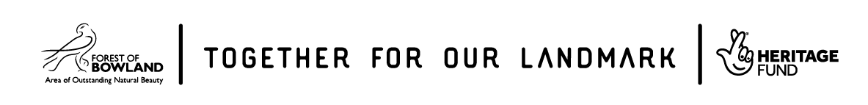 FOREST OF
BOWLAND
Area of Outstanding Natural Beauty
TOGETHER FOR OUR LANDMARK
HERITAGE
FUND